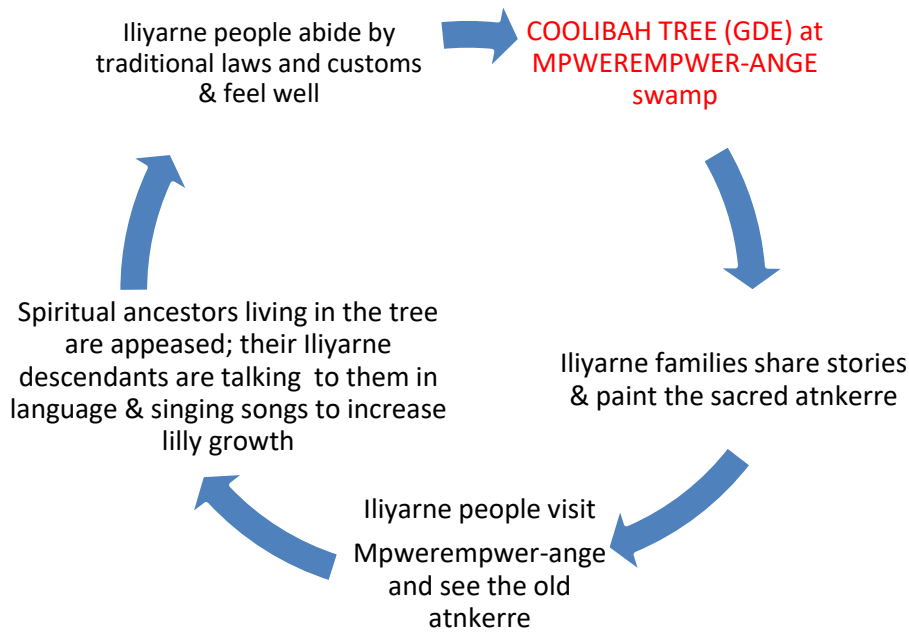 Iliyarne people abide by
traditional laws and customs
& feel well
COOLIBAH TREE (GDE) at
MPWEREMPWER-ANGE
swamp
Iliyarne families share stories
& paint the sacred atnkerre
Iliyarne people visit
Mpwerempwer-ange
and see the old
atnkerre
Spiritual ancestors living in the tree
are appeased; their Iliyarne
descendants are talking  to them in
language & singing songs to increase
lilly growth